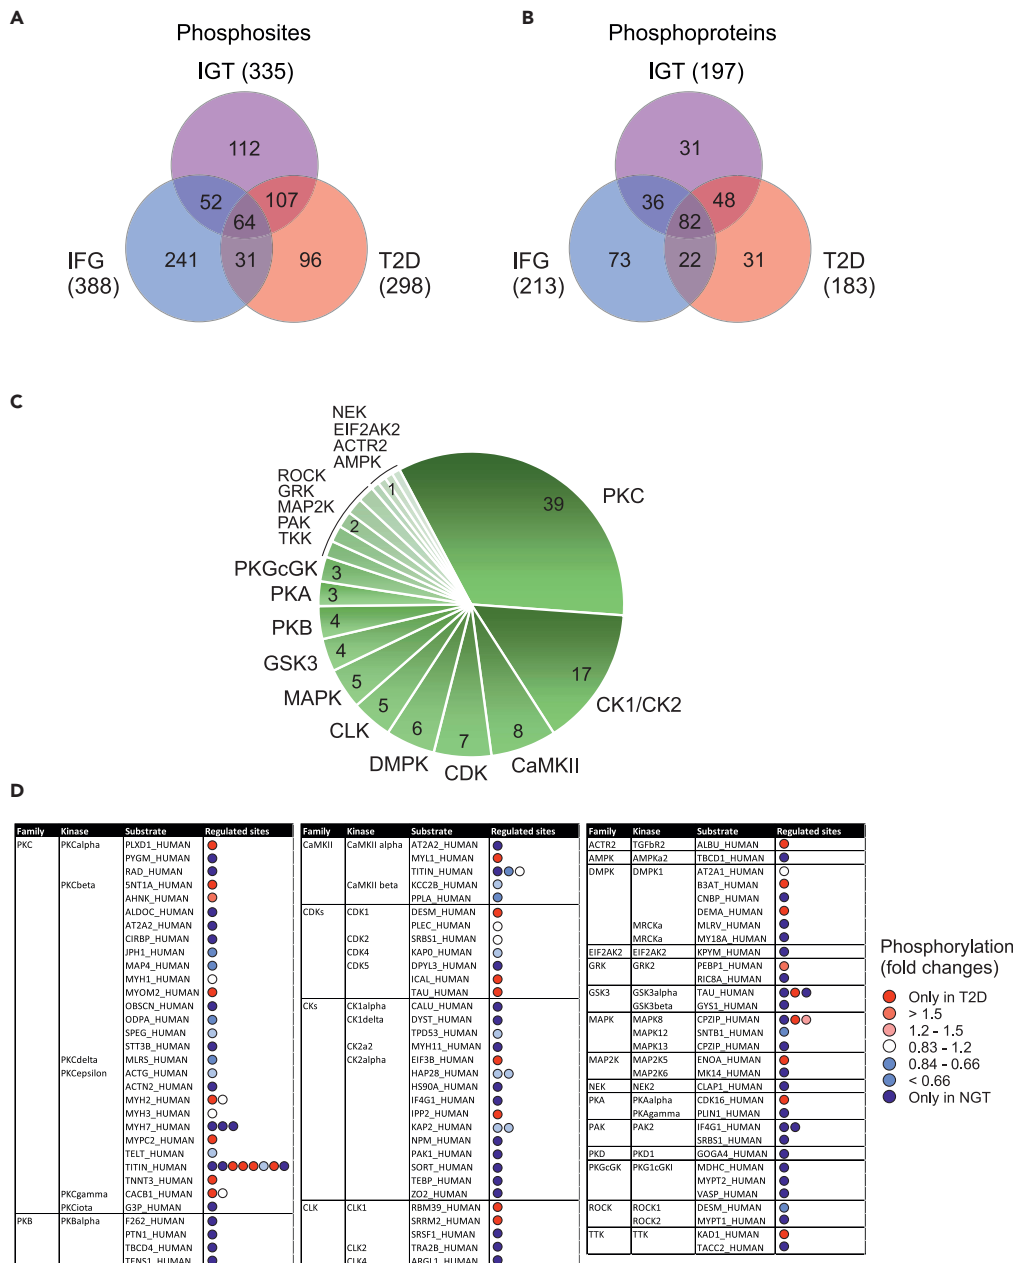 A
Phosphosites
IGT (335)
112
52
107
64
241
31
96
IFG
(388)
T2D
(298)
B
Phosphoproteins
IGT (197)
31
36
48
82
73
22
31
IFG
(213)
T2D
(183)
C
NEK
EIF2AK2
ACTR2
AMPK
ROCK
GRK
MAP2K
PAK
TKK
PKGcGK
PKA
PKB
GSK3
MAPK
CLK
DMPK
CDK
CaMKII
CK1/CK2
PKC
1
2
3
3
4
4
5
5
6
7
8
17
39
D
Family Kinase Substrate Regulated sites
PKC PKCalpha PLXD1_HUMAN
PYGM_HUMAN
RAD_HUMAN
PKCbeta 5NT1A_HUMAN
AHNK_HUMAN
ALDOC_HUMAN
AT2A2_HUMAN
CIRBP_HUMAN
JPH1_HUMAN
MAP4_HUMAN
MYH1_HUMAN
MYOM2_HUMAN
OBSCN_HUMAN
ODPA_HUMAN
SPEG_HUMAN
STT3B_HUMAN
PKCdelta MLRS_HUMAN
PKCepsilon ACTG_HUMAN
ACTN2_HUMAN
MYH2_HUMAN
MYH3_HUMAN
MYH7_HUMAN
MYPC2_HUMAN
TELT_HUMAN
TITIN_HUMAN
TNNT3_HUMAN
PKCgamma CACB1_HUMAN
PKCiota G3P_HUMAN
PKB PKBalpha F262_HUMAN
PTN1_HUMAN
TBCD4_HUMAN
TENS1_HUMAN
Family Kinase Substrate Regulated sites
CaMKII CaMKII alpha AT2A2_HUMAN
MYL1_HUMAN
TITIN_HUMAN
CaMKII beta KCC2B_HUMAN
PPLA_HUMAN
CDKs CDK1 DESM_HUMAN
PLEC_HUMAN
CDK2 SRBS1_HUMAN
CDK4 KAP0_HUMAN
CDK5 DPYL3_HUMAN
ICAL_HUMAN
TAU_HUMAN
CKs CK1alpha CALU_HUMAN
CK1delta DYST_HUMAN
TPD53_HUMAN
CK2a2 MYH11_HUMAN
CK2alpha EIF3B_HUMAN
HAP28_HUMAN
HS90A_HUMAN
IF4G1_HUMAN
IPP2_HUMAN
KAP2_HUMAN
NPM_HUMAN
PAK1_HUMAN
SORT_HUMAN
TEBP_HUMAN
ZO2_HUMAN
CLK CLK1 RBM39_HUMAN
SRRM2_HUMAN
SRSF1_HUMAN
CLK2 TRA2B_HUMAN
CLK4 ARGL1_HUMAN
Family Kinase Substrate Regulated sites
ACTR2 TGFbR2 ALBU_HUMAN
AMPK AMPKa2 TBCD1_HUMAN
DMPK DMPK1 AT2A1_HUMAN
B3AT_HUMAN
CNBP_HUMAN
DEMA_HUMAN
MRCKa MLRV_HUMAN
MRCKa MY18A_HUMAN
EIF2AK2 EIF2AK2 KPYM_HUMAN
GRK GRK2 PEBP1_HUMAN
RIC8A_HUMAN
GSK3 GSK3alpha TAU_HUMAN
GSK3beta GYS1_HUMAN
MAPK MAPK8 CPZIP_HUMAN
MAPK12 SNTB1_HUMAN
MAPK13 CPZIP_HUMAN
MAP2K MAP2K5 ENOA_HUMAN
MAP2K6 MK14_HUMAN
NEK NEK2 CLAP1_HUMAN
PKA PKAalpha CDK16_HUMAN
PKAgamma PLIN1_HUMAN
PAK PAK2 IF4G1_HUMAN
SRBS1_HUMAN
PKD PKD1 GOGA4_HUMAN
PKGcGK PKG1cGKI MDHC_HUMAN
MYPT2_HUMAN
VASP_HUMAN
ROCK ROCK1 DESM_HUMAN
ROCK2 MYPT1_HUMAN
TTK TTK KAD1_HUMAN
TACC2_HUMAN
Phosphorylation
(fold changes)
Only in T2D
> 1.5
1.2 - 1.5
0.83 - 1.2
0.84 - 0.66
< 0.66
Only in NGT